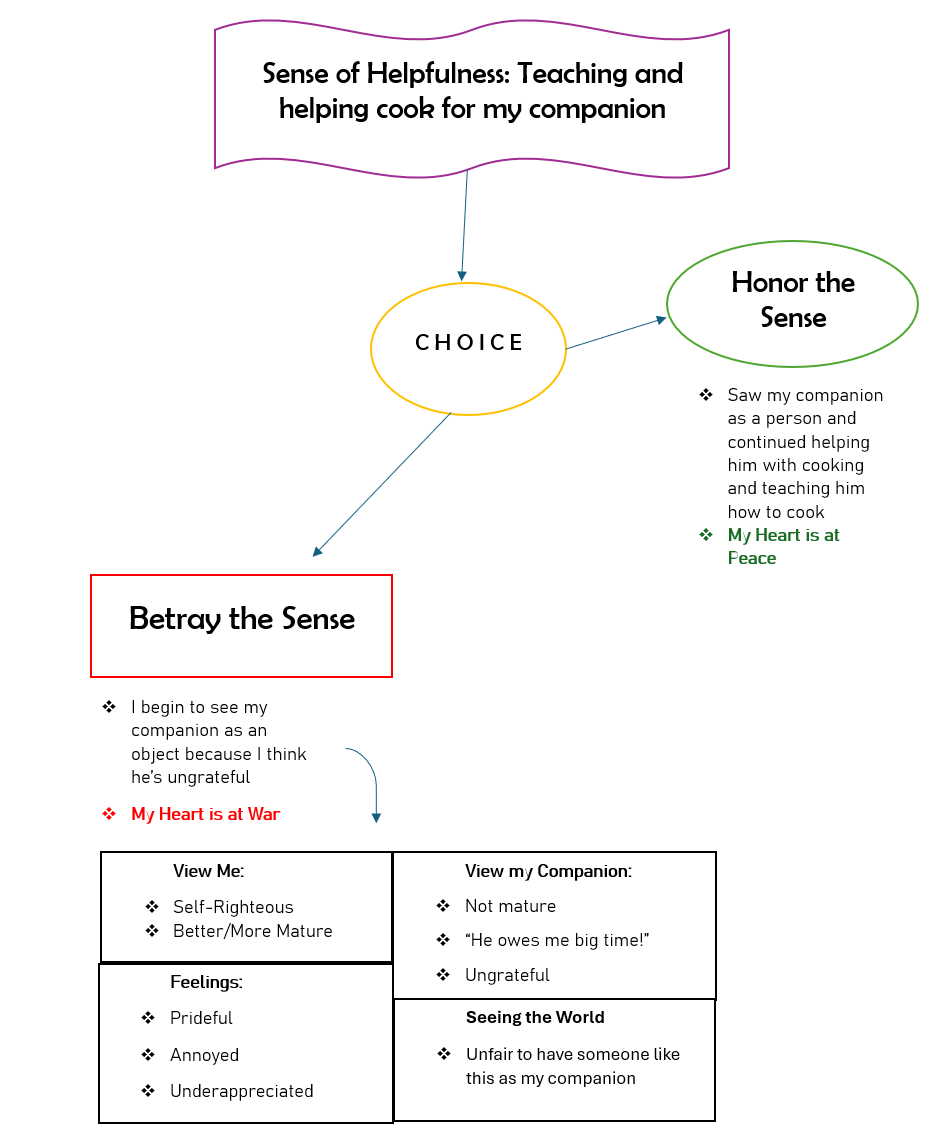 Sense of Helpfulness: Teaching and
helping cook for my companion
CHOICE
Honor the
Sense
❖ Saw my companion
as a person and
continued helping
him with cooking
and teaching him
how to cook
❖ My Heart is at
Peace
Betray the Sense
❖ I begin to see my
companion as an
object because I think
he’s ungrateful
❖ My Heart is at War
View Me:
❖ Self-Righteous
❖ Better/More Mature
View my Companion:
❖ Not mature
❖ “He owes me big time!”
❖ Ungrateful
Feelings:
❖ Prideful
❖ Annoyed
❖ Underappreciated
Seeing the World
❖ Unfair to have someone like
this as my companion